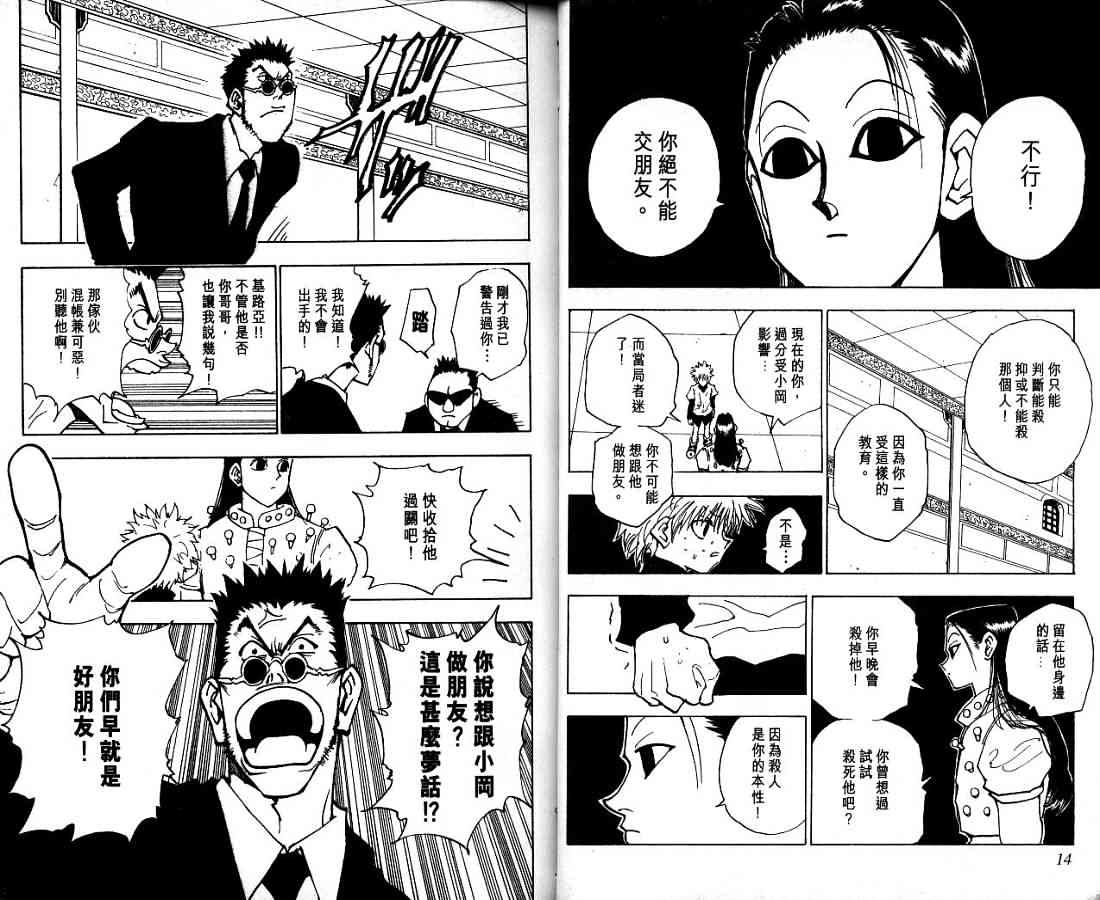 不行！
你絕不能
交朋友。
你只能
判斷能殺
抑或不能殺
那個人！
因為你一直
受這樣的
教育。
現在的你，
過分受小岡
影響…
而當局者迷
了！
你不可能
想跟他
做朋友。
不是…
留在他身邊
的話…
你早晚會
殺掉他！
你曾想過
試試
殺死他吧？
因為殺人
是你的本性！
14
剛才我已
警告過你…
踏
我知道！
我不會
出手的！
基路亞!!
不管他是否
你哥哥，
也讓我說幾句！
那傢伙
混帳兼可惡！
別聽他啊！
快收拾他
過關吧！
你說想跟小岡
做朋友？
這是甚麼夢話!?
你們早就是
好朋友！